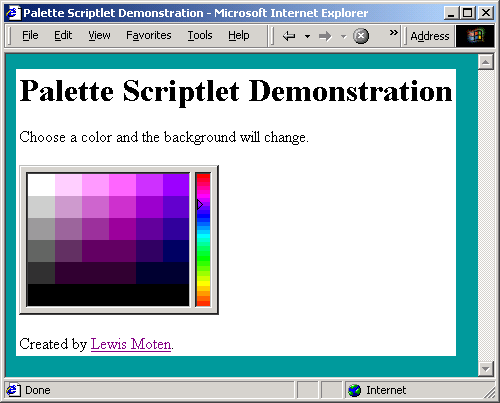 Palette Scriptlet Demonstration - Microsoft Internet Explorer
File Edit View Favorites Tools Help » Address
Palette Scriptlet Demonstration
Choose a color and the background will change.
Created by Lewis Moten.
Done Internet